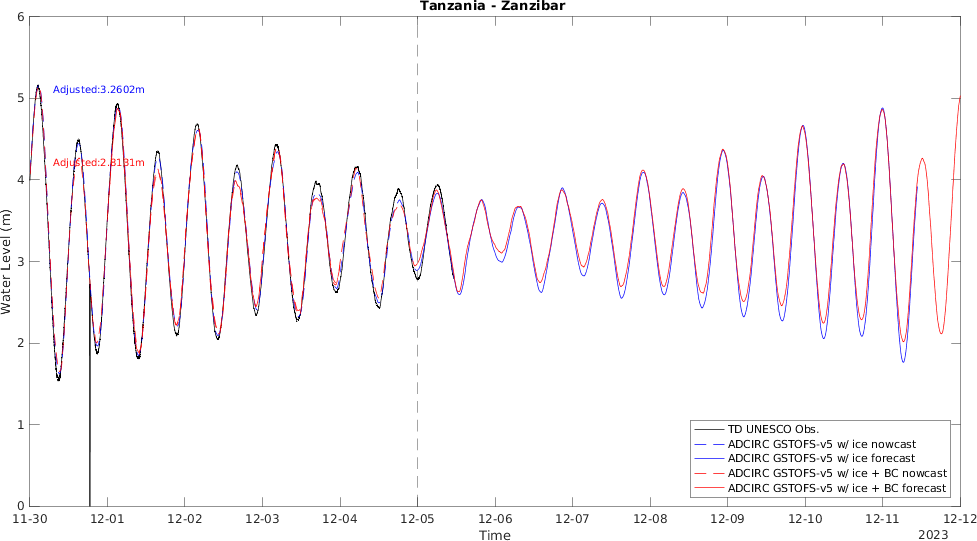 Tanzania - Zanzibar
6
5
4
3
2
1
0
Water Level (m)
Adjusted:3.2602m
Adjusted:2.8131m
TD UNESCO Obs.
ADCIRC GSTOFS-v5 w/ ice nowcast
ADCIRC GSTOFS-v5 w/ ice forecast
ADCIRC GSTOFS-v5 w/ ice + BC nowcast
ADCIRC GSTOFS-v5 w/ ice + BC forecast
11-30 12-01 12-02 12-03 12-04 12-05 12-06 12-07 12-08 12-09 12-10 12-11 12-12
Time
2023